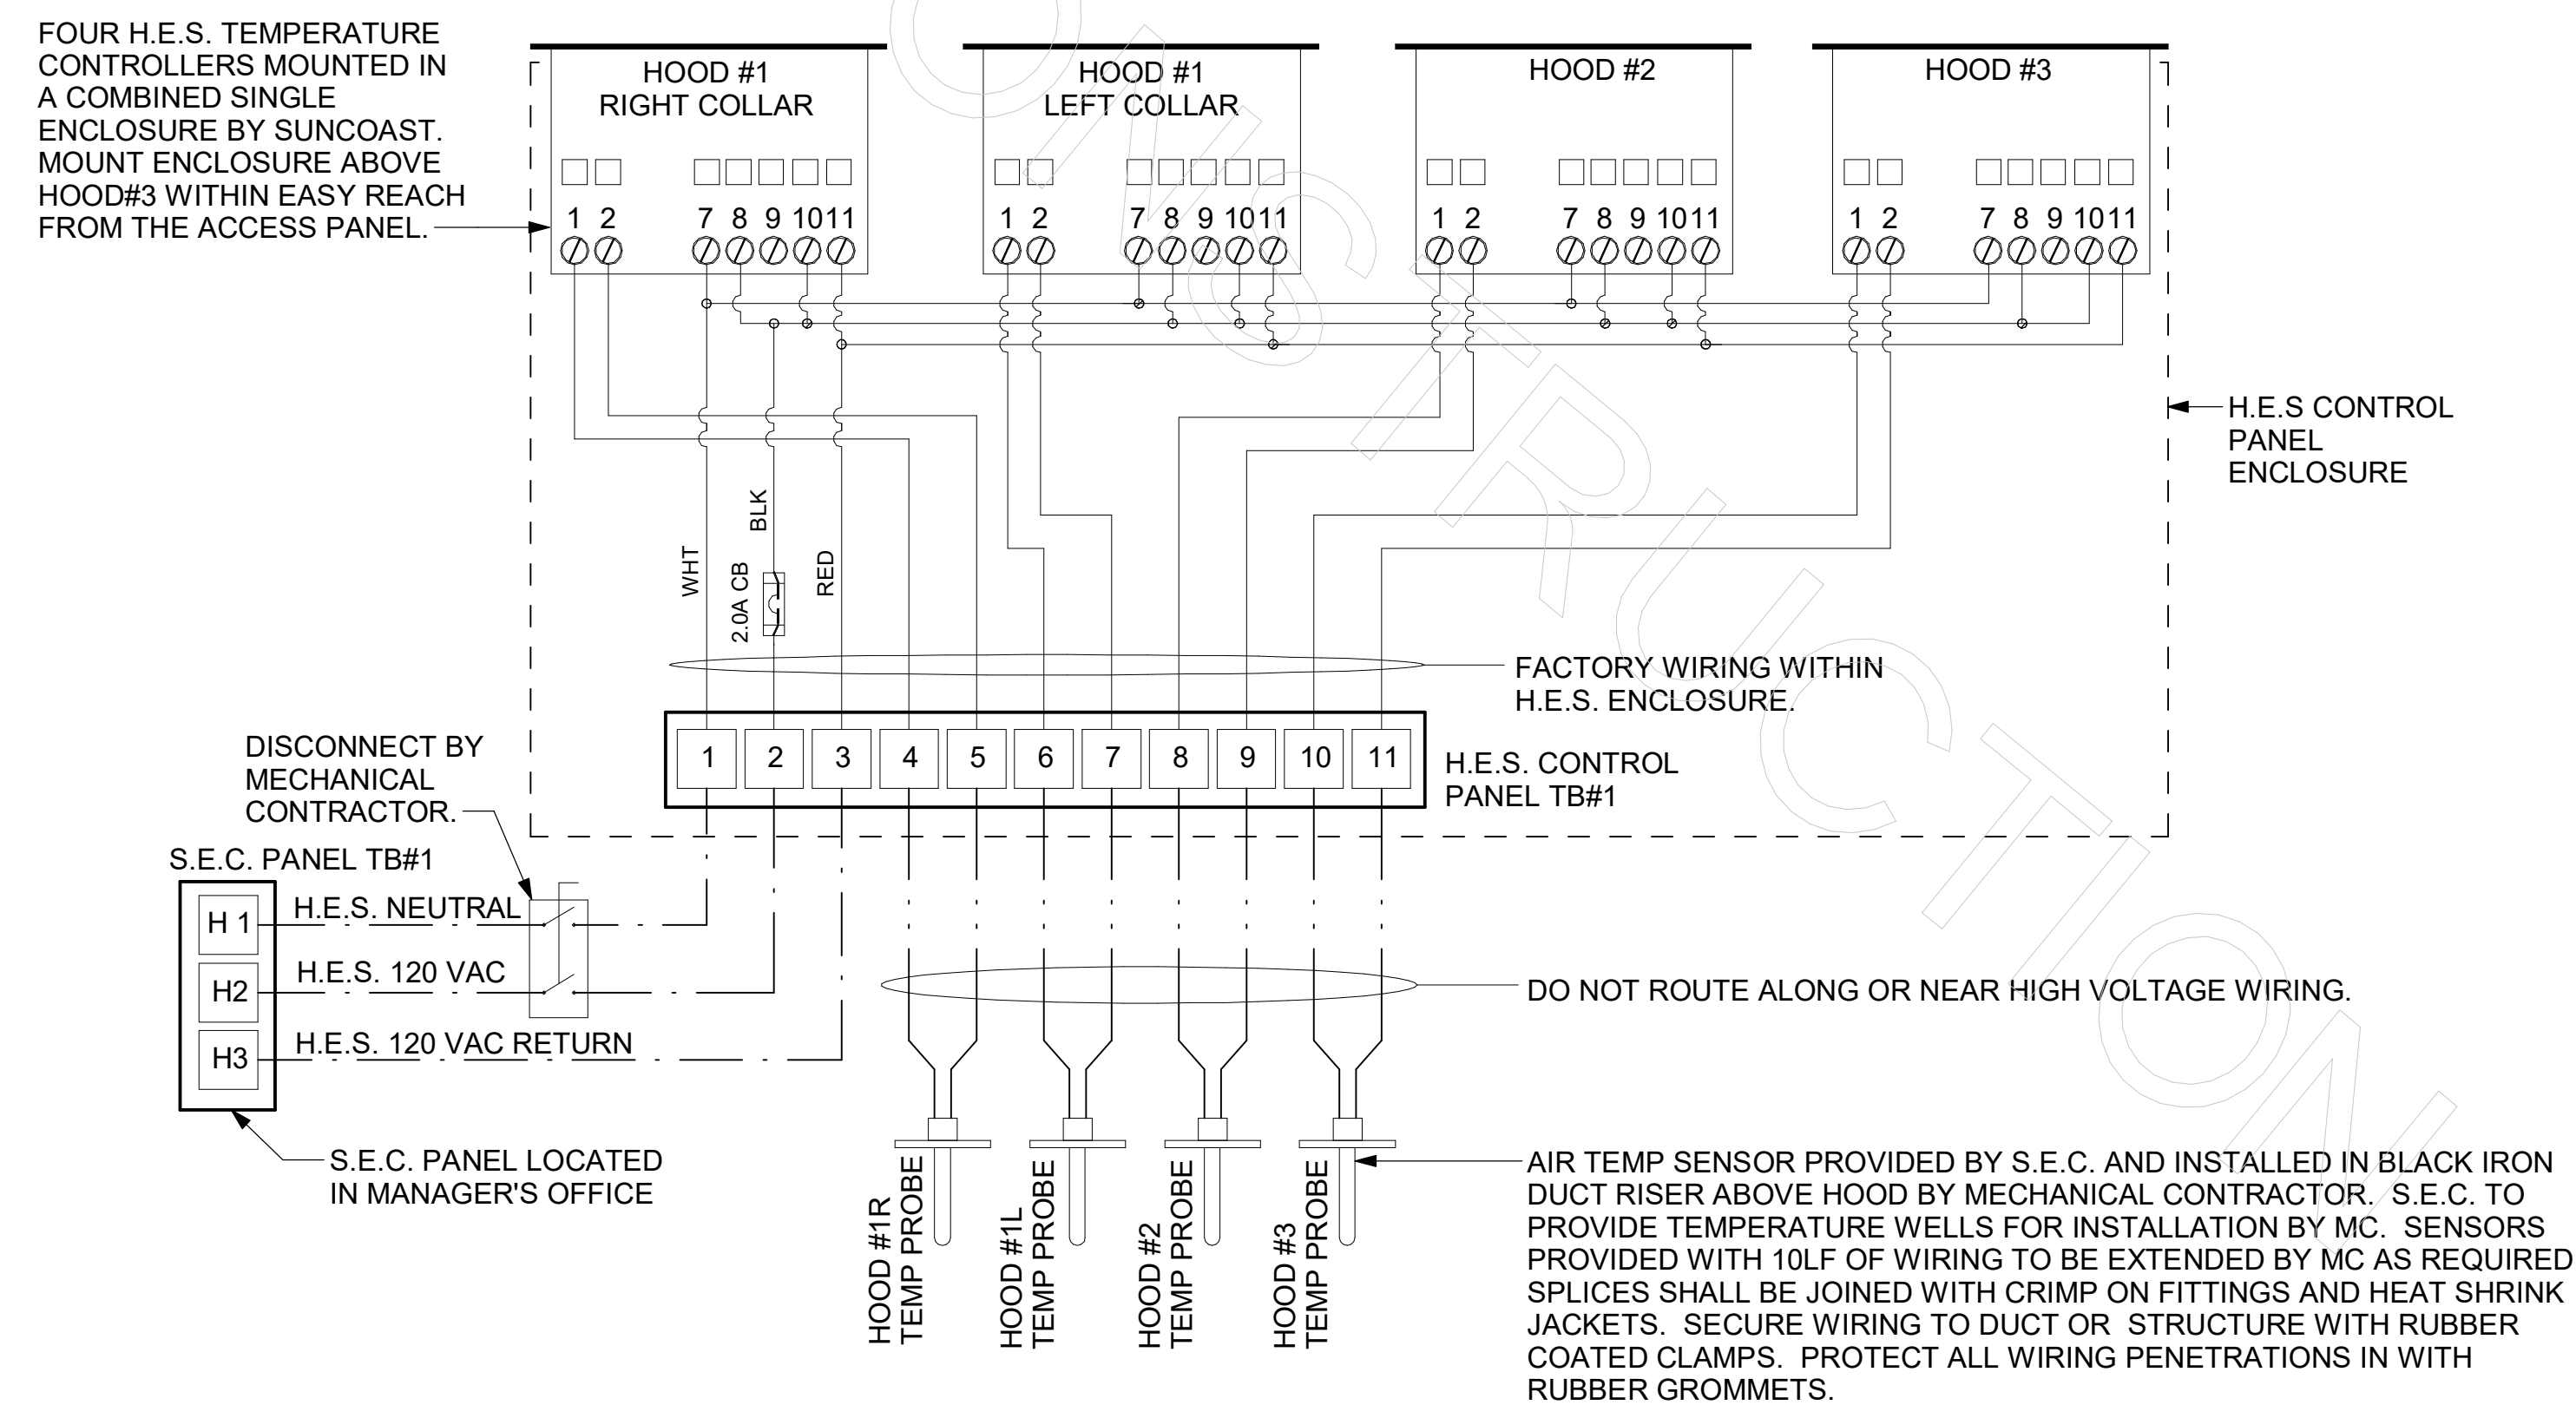 FOUR H.E.S. TEMPERATURE
CONTROLLERS MOUNTED IN
A COMBINED SINGLE
ENCLOSURE BY SUNCOAST.
MOUNT ENCLOSURE ABOVE
HOOD#3 WITHIN EASY REACH
FROM THE ACCESS PANEL.
HOOD #1
RIGHT COLLAR
1 2 7 8 9 10 11
HOOD #1
LEFT COLLAR
1 2 7 8 9 10 11
HOOD #2
1 2 7 8 9 10 11
HOOD #3
1 2 7 8 9 10 11
H.E.S CONTROL
PANEL
ENCLOSURE
WHT
2.0A CB
BLK
RED
FACTORY WIRING WITHIN
H.E.S. ENCLOSURE.
1 2 3 4 5 6 7 8 9 10 11
H.E.S. CONTROL
PANEL TB#1
DISCONNECT BY
MECHANICAL
CONTRACTOR.
S.E.C. PANEL TB#1
H 1
H.E.S. NEUTRAL
H2
H.E.S. 120 VAC
H3
H.E.S. 120 VAC RETURN
S.E.C. PANEL LOCATED
IN MANAGER'S OFFICE
DO NOT ROUTE ALONG OR NEAR HIGH VOLTAGE WIRING.
HOOD #1R
TEMP PROBE
HOOD #1L
TEMP PROBE
HOOD #2
TEMP PROBE
HOOD #3
TEMP PROBE
AIR TEMP SENSOR PROVIDED BY S.E.C. AND INSTALLED IN BLACK IRON
DUCT RISER ABOVE HOOD BY MECHANICAL CONTRACTOR. S.E.C. TO
PROVIDE TEMPERATURE WELLS FOR INSTALLATION BY MC. SENSORS
PROVIDED WITH 10LF OF WIRING TO BE EXTENDED BY MC AS REQUIRED
SPLICES SHALL BE JOINED WITH CRIMP ON FITTINGS AND HEAT SHRINK
JACKETS. SECURE WIRING TO DUCT OR STRUCTURE WITH RUBBER
COATED CLAMPS. PROTECT ALL WIRING PENETRATIONS IN WITH
RUBBER GROMMETS.
ONSTRUCTION